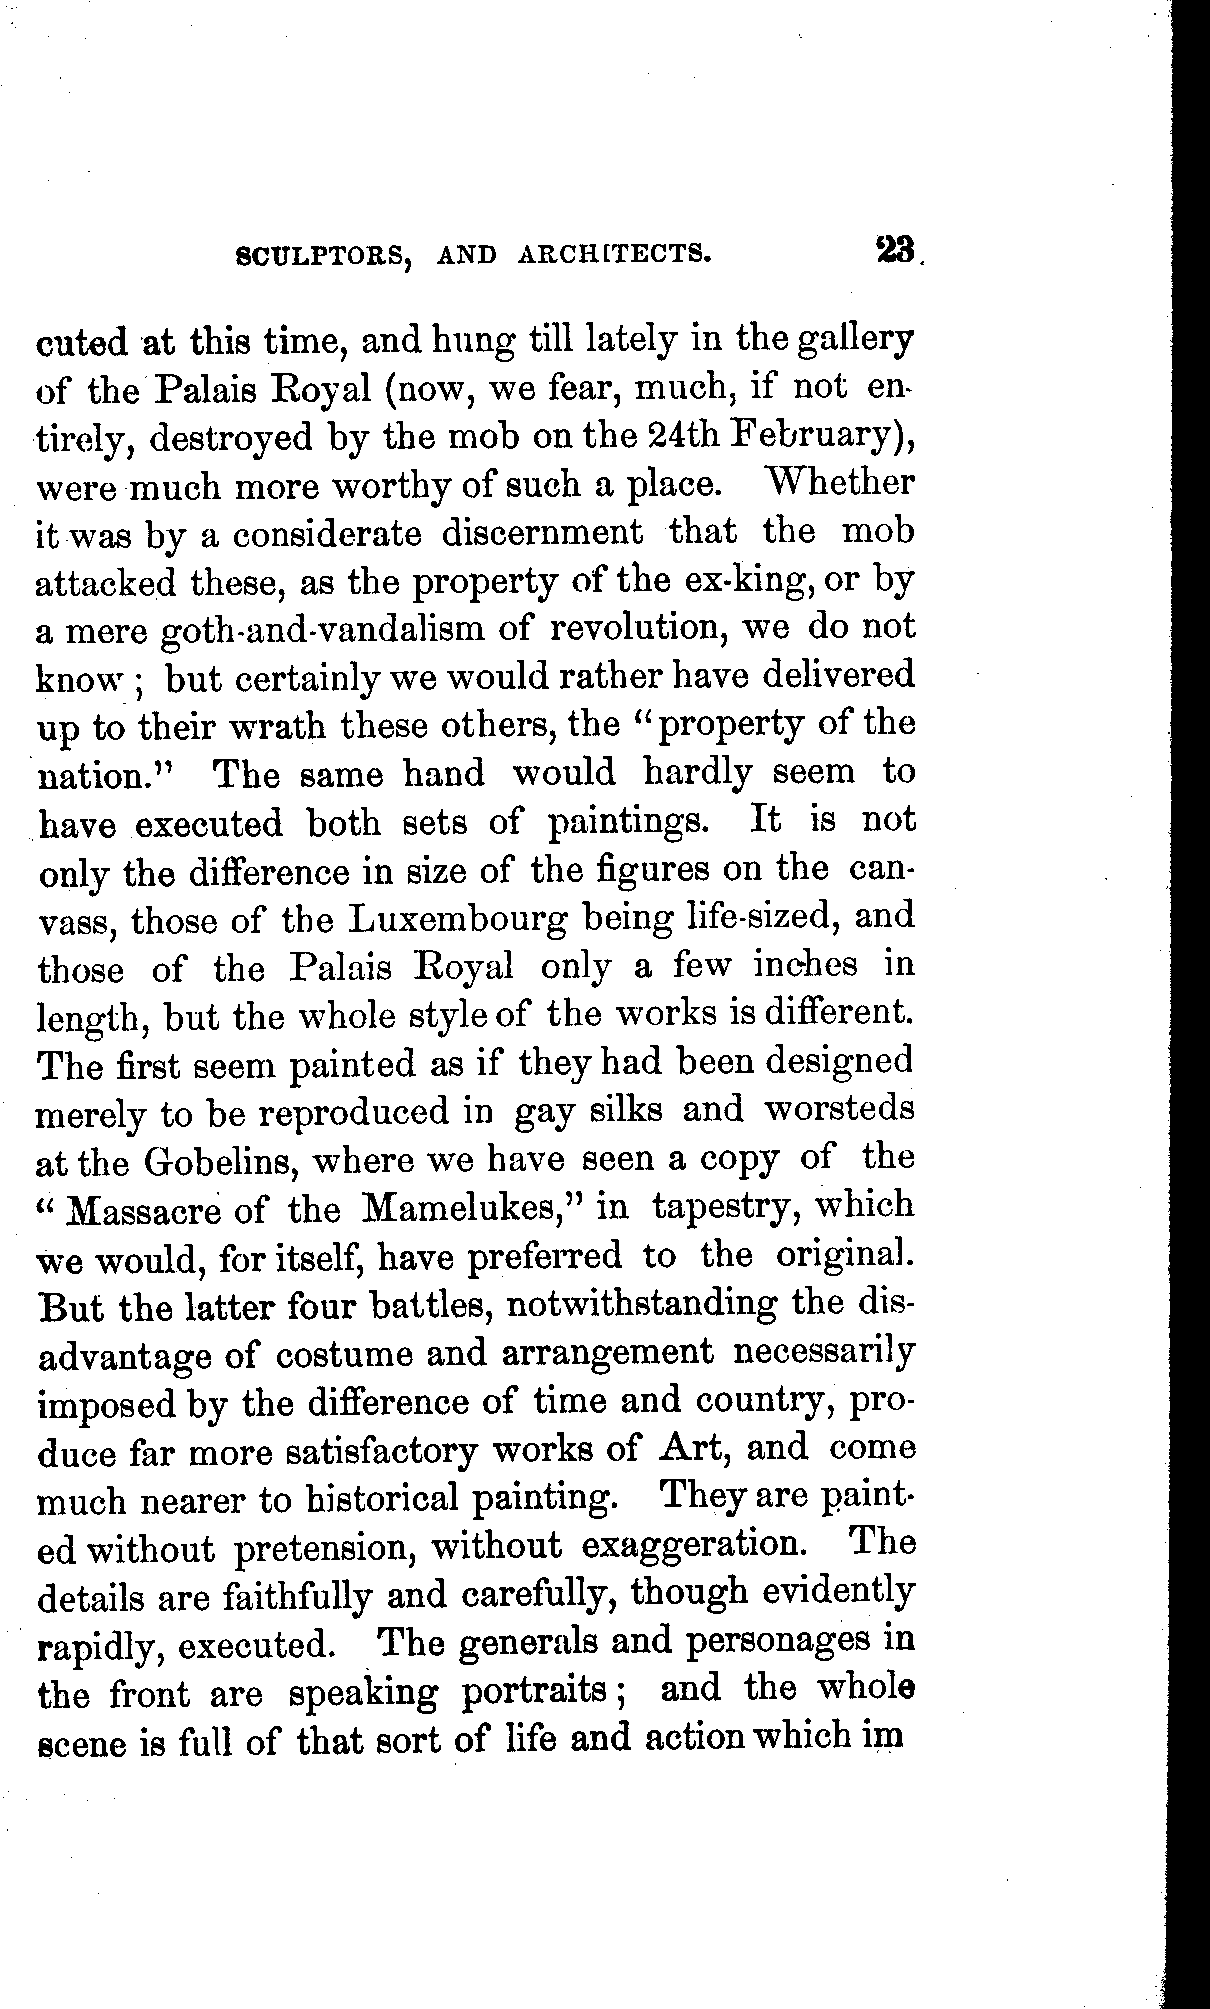 SCULPTORS, AND ARCHITECTS. 23.
cuted at this time, and hung till lately in the gallery
of the Palais Royal (now, we fear, much, if not en-
tirely, destroyed by the mob on the 24th February),
were much more worthy of such a place. Whether
it was by a considerate discernment that the mob
attacked these, as the property of the ex-king, or by
a mere goth-and-vandalism of revolution, we do not
know; but certainly we would rather have delivered
up to their wrath these others, the "property of the
nation." The same hand would hardly seem to
have executed both sets of paintings. It is not
only the difference in size of the figures on the can-
vass, those of the Luxembourg being life-sized, and
those of the Palais Royal only a few inches in
length, but the whole style of the works is different.
The first seem painted as if they had been designed
merely to be reproduced in gay silks and worsteds
at the Gobelins, where we have seen a copy of the
"Massacre of the Mamelukes," in tapestry, which
we would, for itself, have preferred to the original.
But the latter four battles, notwithstanding the dis-
advantage of costume and arrangement necessarily
imposed by the difference of time and country, pro-
duce far more satisfactory works of Art, and come
much nearer to historical painting. They are paint-
ed without pretension, without exaggeration. The
details are faithfully and carefully, though evidently
rapidly, executed. The generals and personages in
the front are speaking portraits; and the whole
scene is full of that sort of life and action which im